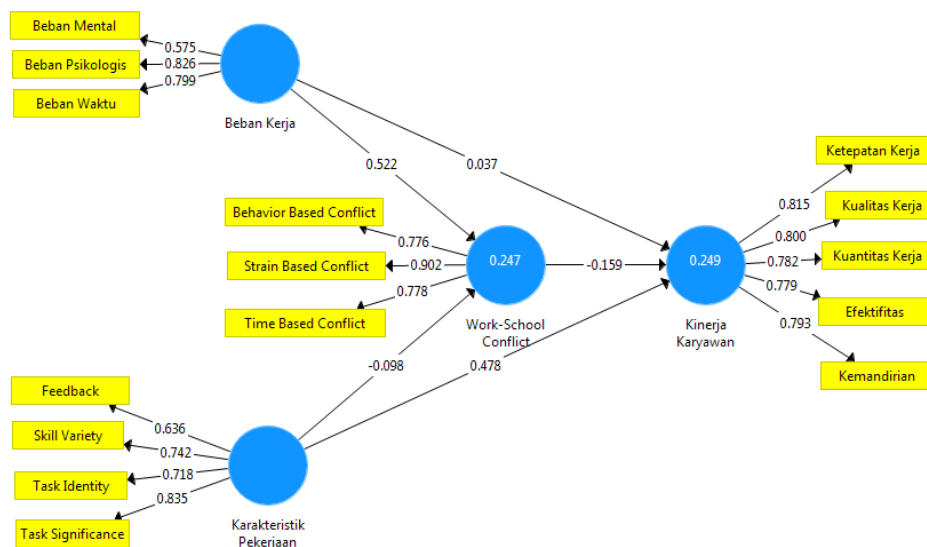 Beban Mental
0.575
Beban Psikologis
0.826
Beban Waktu
0.799
Beban Kerja
0.522
0.037
Ketepatan Kerja
0.815
Kualitas Kerja
0.800
Kuantitas Kerja
0.782
Efektifitas
0.779
Kemandirian
0.793
Behavior Based Conflict
0.776
Strain Based Conflict
0.902
Time Based Conflict
0.778
0.247
Work-School
Conflict
-0.159
0.249
Kinerja
Karyawan
-0.098
0.478
Feedback
0.636
Skill Variety
0.742
Task Identity
0.718
Task Significance
0.835
Karakteristik
Pekerjaan